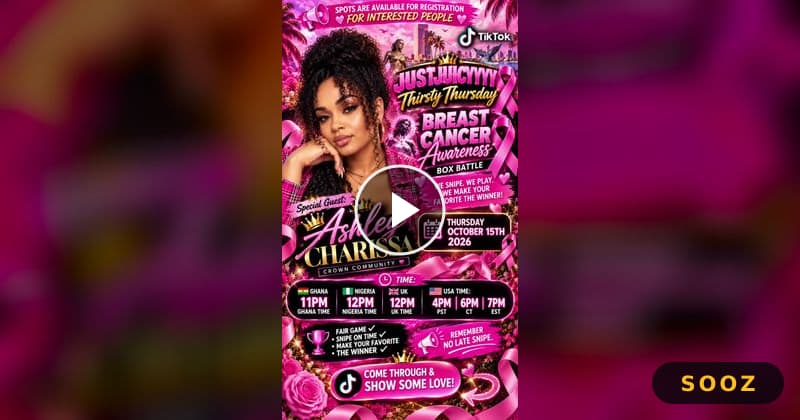 SPOTS ARE AVAILABLE FOR REGISTRATION
FOR INTERESTED PEOPLE
TikTok
JUSTJUICYYYY
Thirsty Thursday
BREAST
CANCER
Awareness
BOX BATTLE
WE SNIPE. WE PLAY.
WE MAKE YOUR
FAVORITE THE WINNER!
Special Guest:
Ashley
CHARISSA
CROWN COMMUNITY
THURSDAY
OCTOBER 15TH
2026
TIME:
GHANA
11PM
GHANA TIME
NIGERIA
12PM
NIGERIA TIME
UK
12PM
UK TIME
USA TIME:
4PM
PST
6PM
CT
7PM
EST
FAIR GAME ✓
• SNIPE ON TIME ✓
• MAKE YOUR FAVORITE
• THE WINNER ✓
REMEMBER
NO LATE SNIPE.
COME THROUGH &
SHOW SOME LOVE!
SOOZ